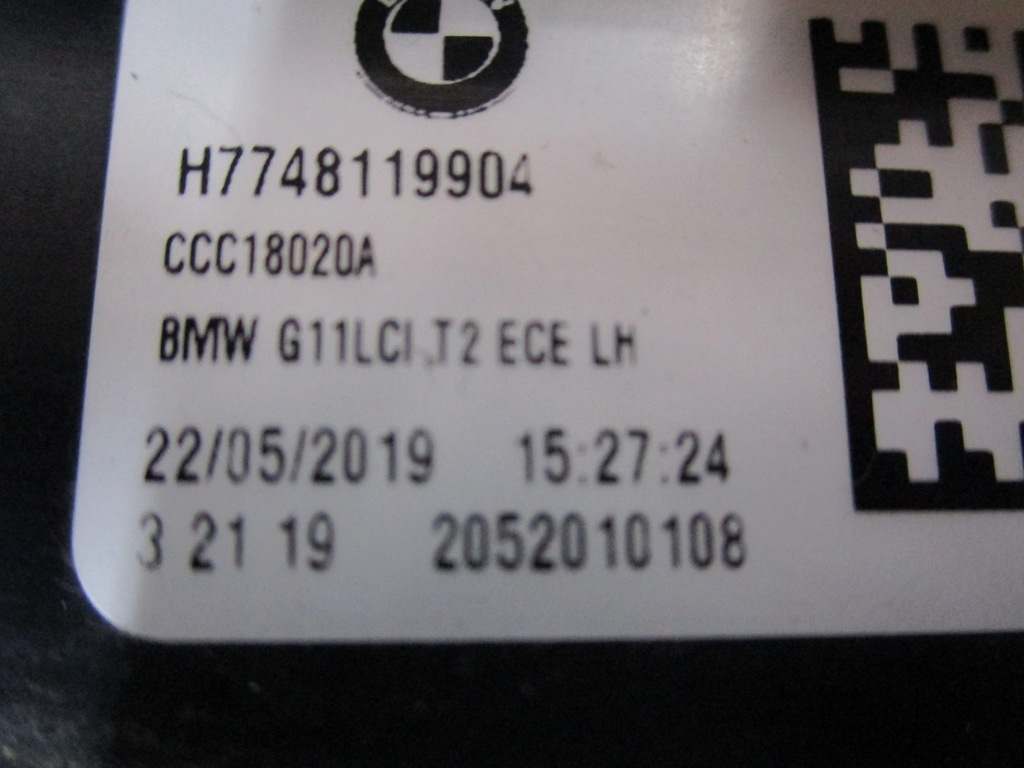 H7748119904
CCC18020A
BMW G11LCI T2 ECE LH
22/05/2019 15:27:24
3 21 19 2052010108